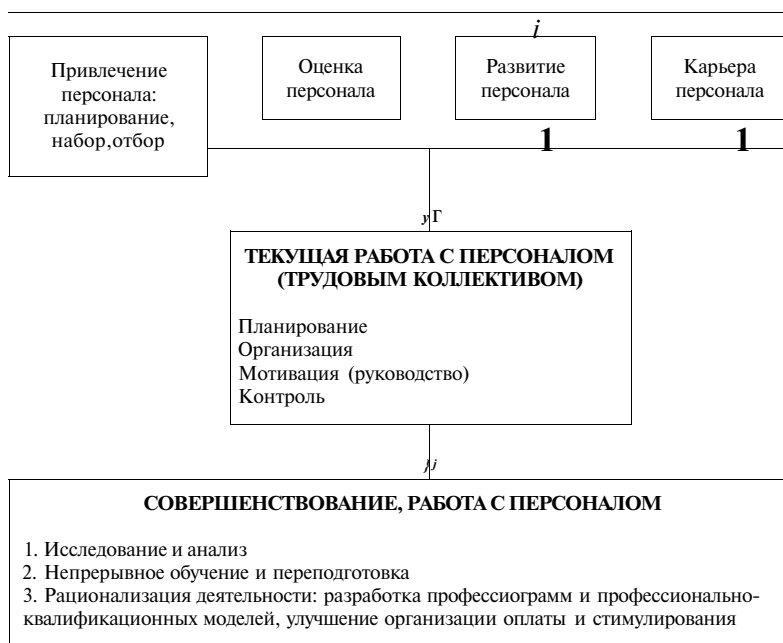 i
Привлечение
персонала:
планирование,
набор,отбор
Оценка
персонала
Развитие
персонала
Карьера
персонала
1
1
у Г
ТЕКУЩАЯ РАБОТА С ПЕРСОНАЛОМ
(ТРУДОВЫМ КОЛЛЕКТИВОМ)
Планирование
Организация
Мотивация (руководство)
Контроль
СОВЕРШЕНСТВОВАНИЕ, РАБОТА С ПЕРСОНАЛОМ
1. Исследование и анализ
2. Непрерывное обучение и переподготовка
3. Рационализация деятельности: разработка профессиограмм и профессионально-
квалификационных моделей, улучшение организации оплаты и стимулирования